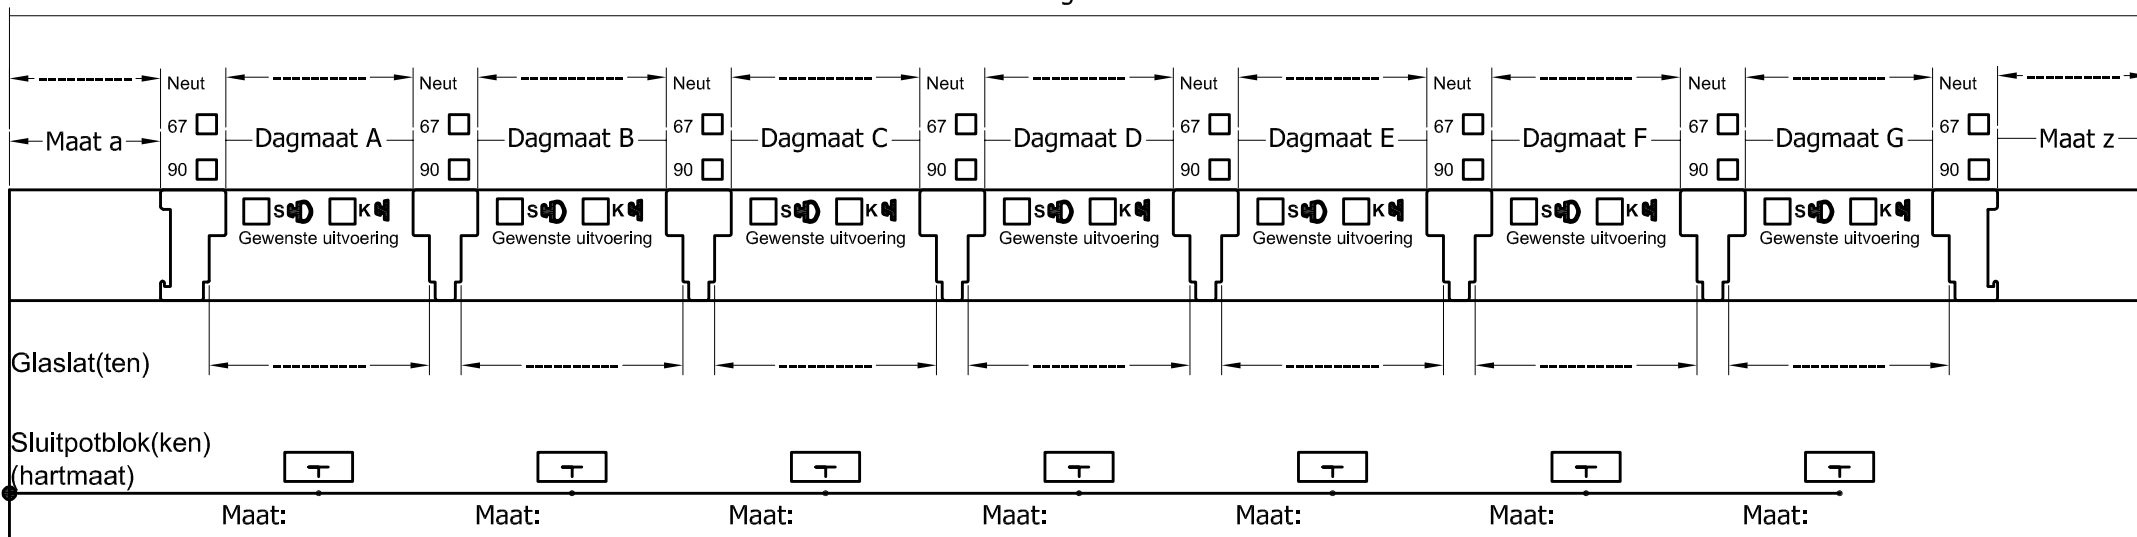 Neut Neut Neut Neut Neut Neut Neut Neut
67 67 67 67 67 67 67 67
Maat a Dagmaat A Dagmaat B Dagmaat C Dagmaat D Dagmaat E Dagmaat F Dagmaat G Maat z
90 90 90 90 90 90 90 90
S K S K S K S K S K S K S K
Gewenste uitvoering Gewenste uitvoering Gewenste uitvoering Gewenste uitvoering Gewenste uitvoering Gewenste uitvoering Gewenste uitvoering
Glaslat(ten)
Sluitpotblok(ken)
(hartmaat)
Maat: Maat: Maat: Maat: Maat: Maat: Maat: